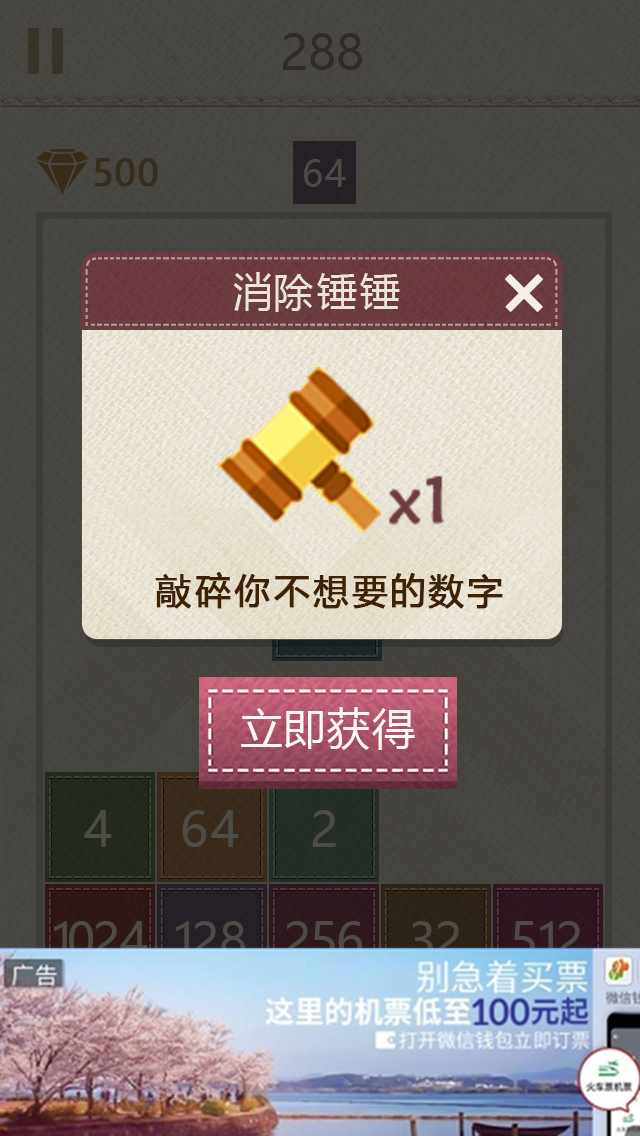 288
500
64
消除锤锤
x1
敲碎你不想要的数字
立即获得
4
64
2
1024
128
256
32
512
广告
别急着买票
这里的机票低至100元起
打开微信钱包立即订票
微信钱
火车票机票